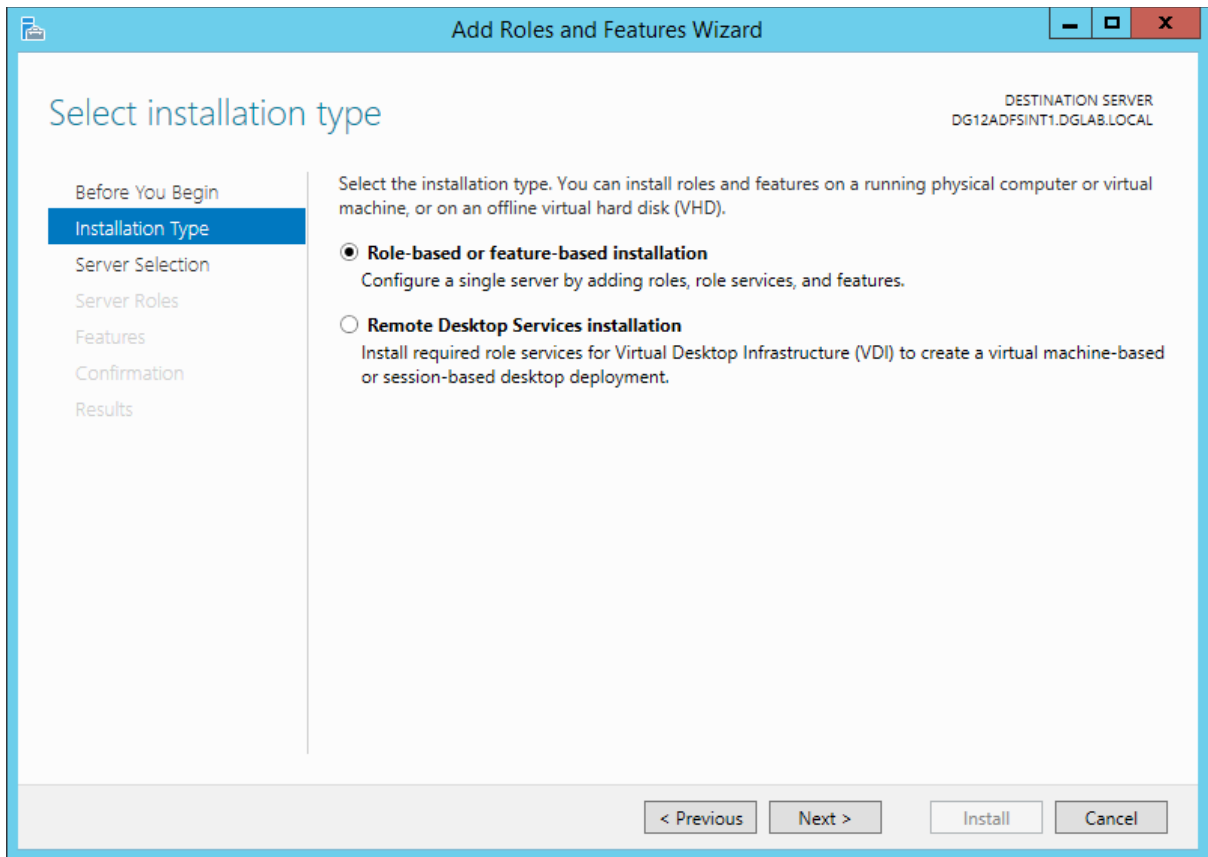 Add Roles and Features Wizard
Select installation type
DESTINATION SERVER
DG12ADFSINT1.DGLAB.LOCAL
Before You Begin
Installation Type
Server Selection
Server Roles
Features
Confirmation
Results
Select the installation type. You can install roles and features on a running physical computer or virtual
machine, or on an offline virtual hard disk (VHD).
Role-based or feature-based installation
Configure a single server by adding roles, role services, and features.
Remote Desktop Services installation
Install required role services for Virtual Desktop Infrastructure (VDI) to create a virtual machine-based
or session-based desktop deployment.
< Previous
Next >
Install
Cancel